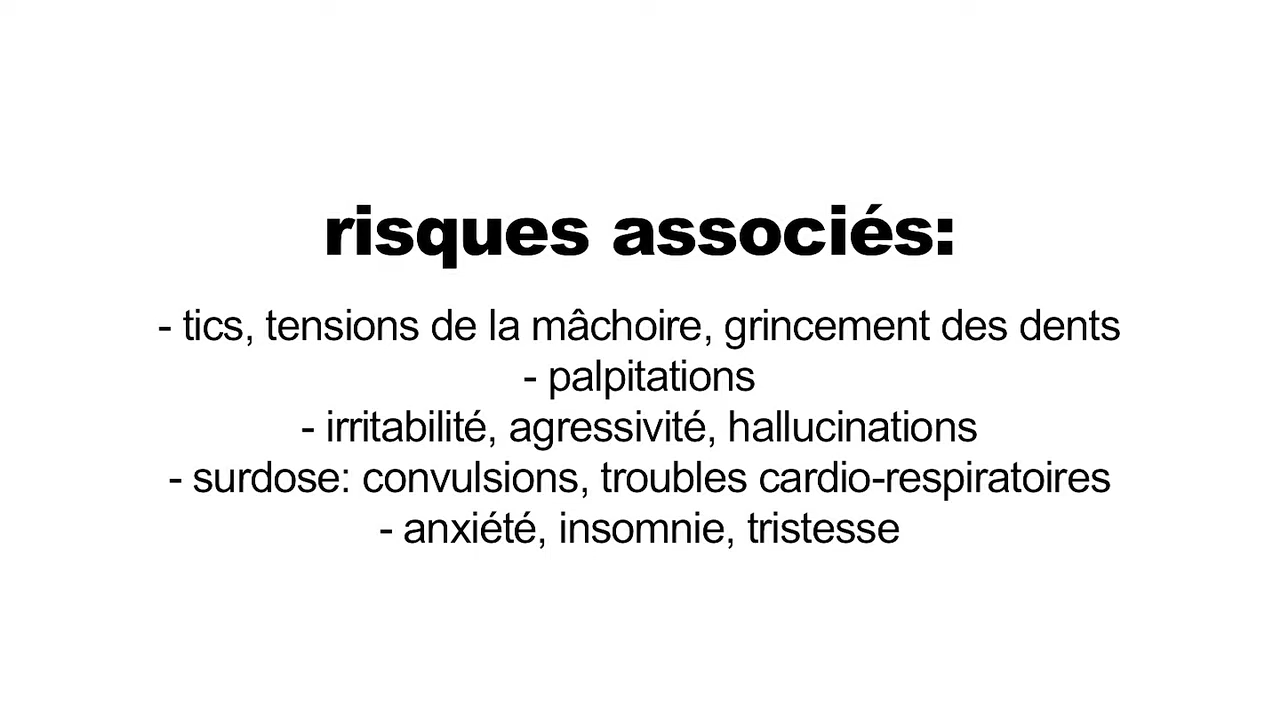 risques associés:
- tics, tensions de la mâchoire, grincement des dents
- palpitations
- irritabilité, agressivité, hallucinations
- surdose: convulsions, troubles cardio-respiratoires
- anxiété, insomnie, tristesse